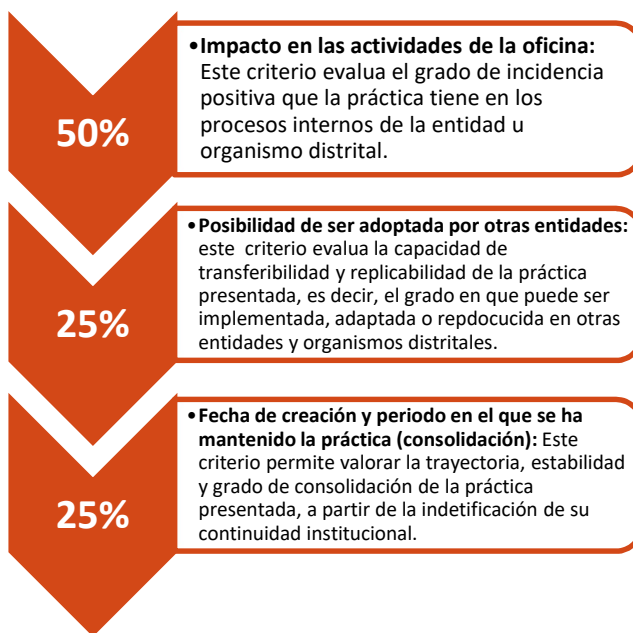 50%
•Impacto en las actividades de la oficina:
Este criterio evalua el grado de incidencia
positiva que la práctica tiene en los
procesos internos de la entidad u
organismo distrital.
25%
•Posibilidad de ser adoptada por otras entidades:
este criterio evalua la capacidad de
transferibilidad y replicabilidad de la práctica
presentada, es decir, el grado en que puede ser
implementada, adaptada o repdocucida en otras
entidades y organismos distritales.
25%
•Fecha de creación y periodo en el que se ha
mantenido la práctica (consolidación): Este
criterio permite valorar la trayectoria, estabilidad
y grado de consolidación de la práctica
presentada, a partir de la indetificación de su
continuidad institucional.